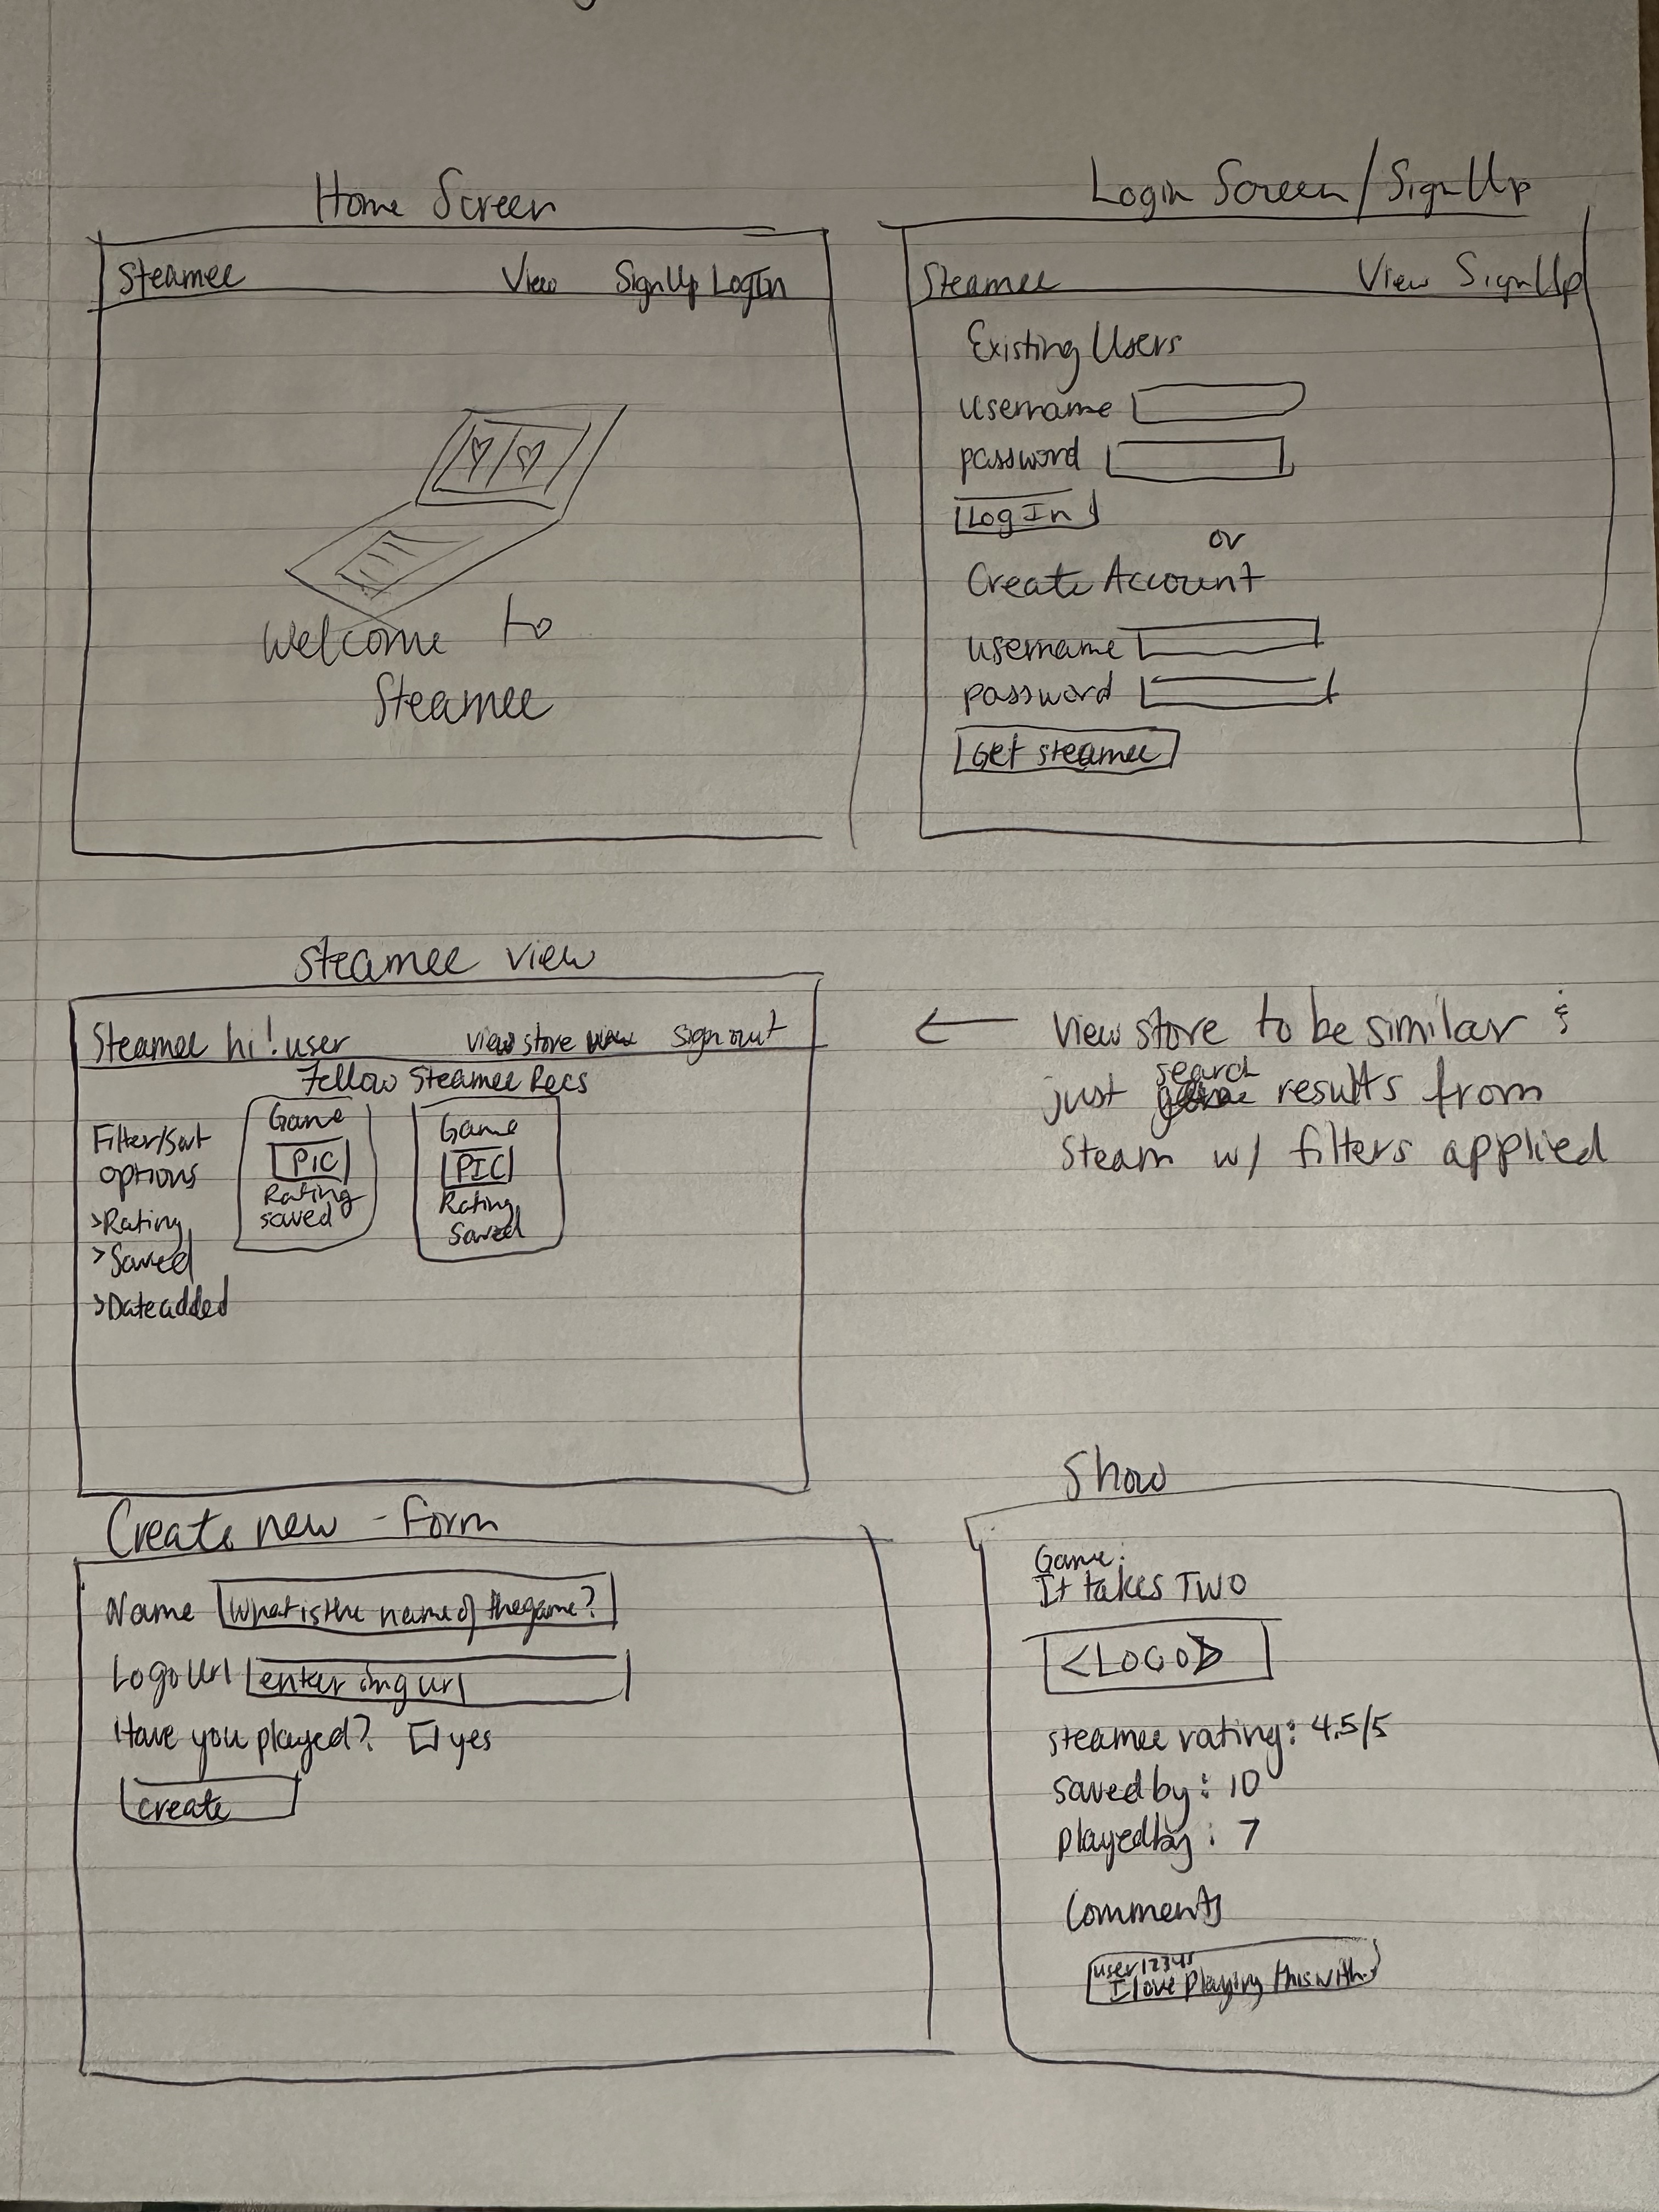 Home Screen
Steamee View SignUp LogIn
Welcome to
Steamee
Login Screen/SignUp
Steamee View SignUp
Existing Users
username
password
Log In
or
Create Account
username
password
Get steamee
Steamee view
Steamee hi! user view store sign out
Fellow Steamee Recs
Filter/Sort
options
>Rating
>Saved
>Date added
Game
PIC
Rating
saved
Game
PIC
Rating
Saved
← view store to be similar &
just search results from
Steam w/ filters applied
Create new - Form
Name What is the name of the game?
Logo Url enter img url
Have you played? yes
create
Show
Game:
It takes TWO
<LOGO>
steamee rating: 4.5/5
saved by: 10
played by: 7
Comments
user12345
I love playing this with